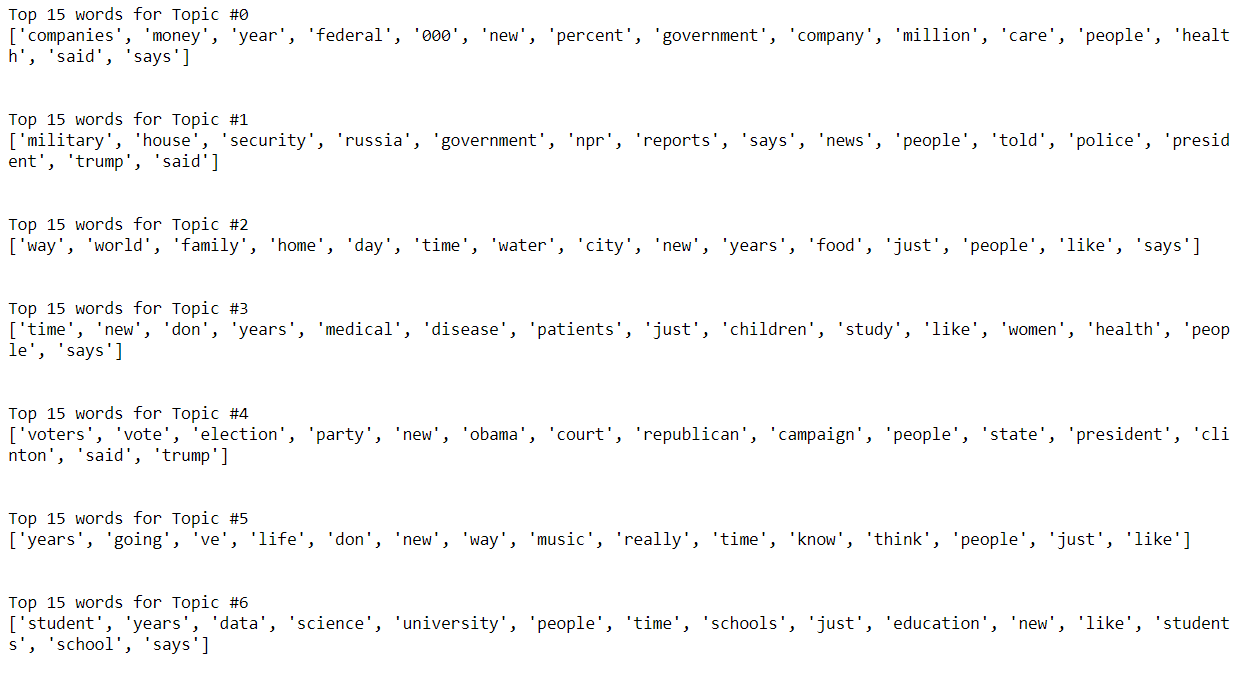 Top 15 words for Topic #0
['companies', 'money', 'year', 'federal', '000', 'new', 'percent', 'government', 'company', 'million', 'care', 'people', 'healt
h', 'said', 'says']
Top 15 words for Topic #1
['military', 'house', 'security', 'russia', 'government', 'npr', 'reports', 'says', 'news', 'people', 'told', 'police', 'presid
ent', 'trump', 'said']
Top 15 words for Topic #2
['way', 'world', 'family', 'home', 'day', 'time', 'water', 'city', 'new', 'years', 'food', 'just', 'people', 'like', 'says']
Top 15 words for Topic #3
['time', 'new', 'don', 'years', 'medical', 'disease', 'patients', 'just', 'children', 'study', 'like', 'women', 'health', 'peop
le', 'says']
Top 15 words for Topic #4
['voters', 'vote', 'election', 'party', 'new', 'obama', 'court', 'republican', 'campaign', 'people', 'state', 'president', 'cli
nton', 'said', 'trump']
Top 15 words for Topic #5
['years', 'going', 've', 'life', 'don', 'new', 'way', 'music', 'really', 'time', 'know', 'think', 'people', 'just', 'like']
Top 15 words for Topic #6
['student', 'years', 'data', 'science', 'university', 'people', 'time', 'schools', 'just', 'education', 'new', 'like', 'student
s', 'school', 'says']